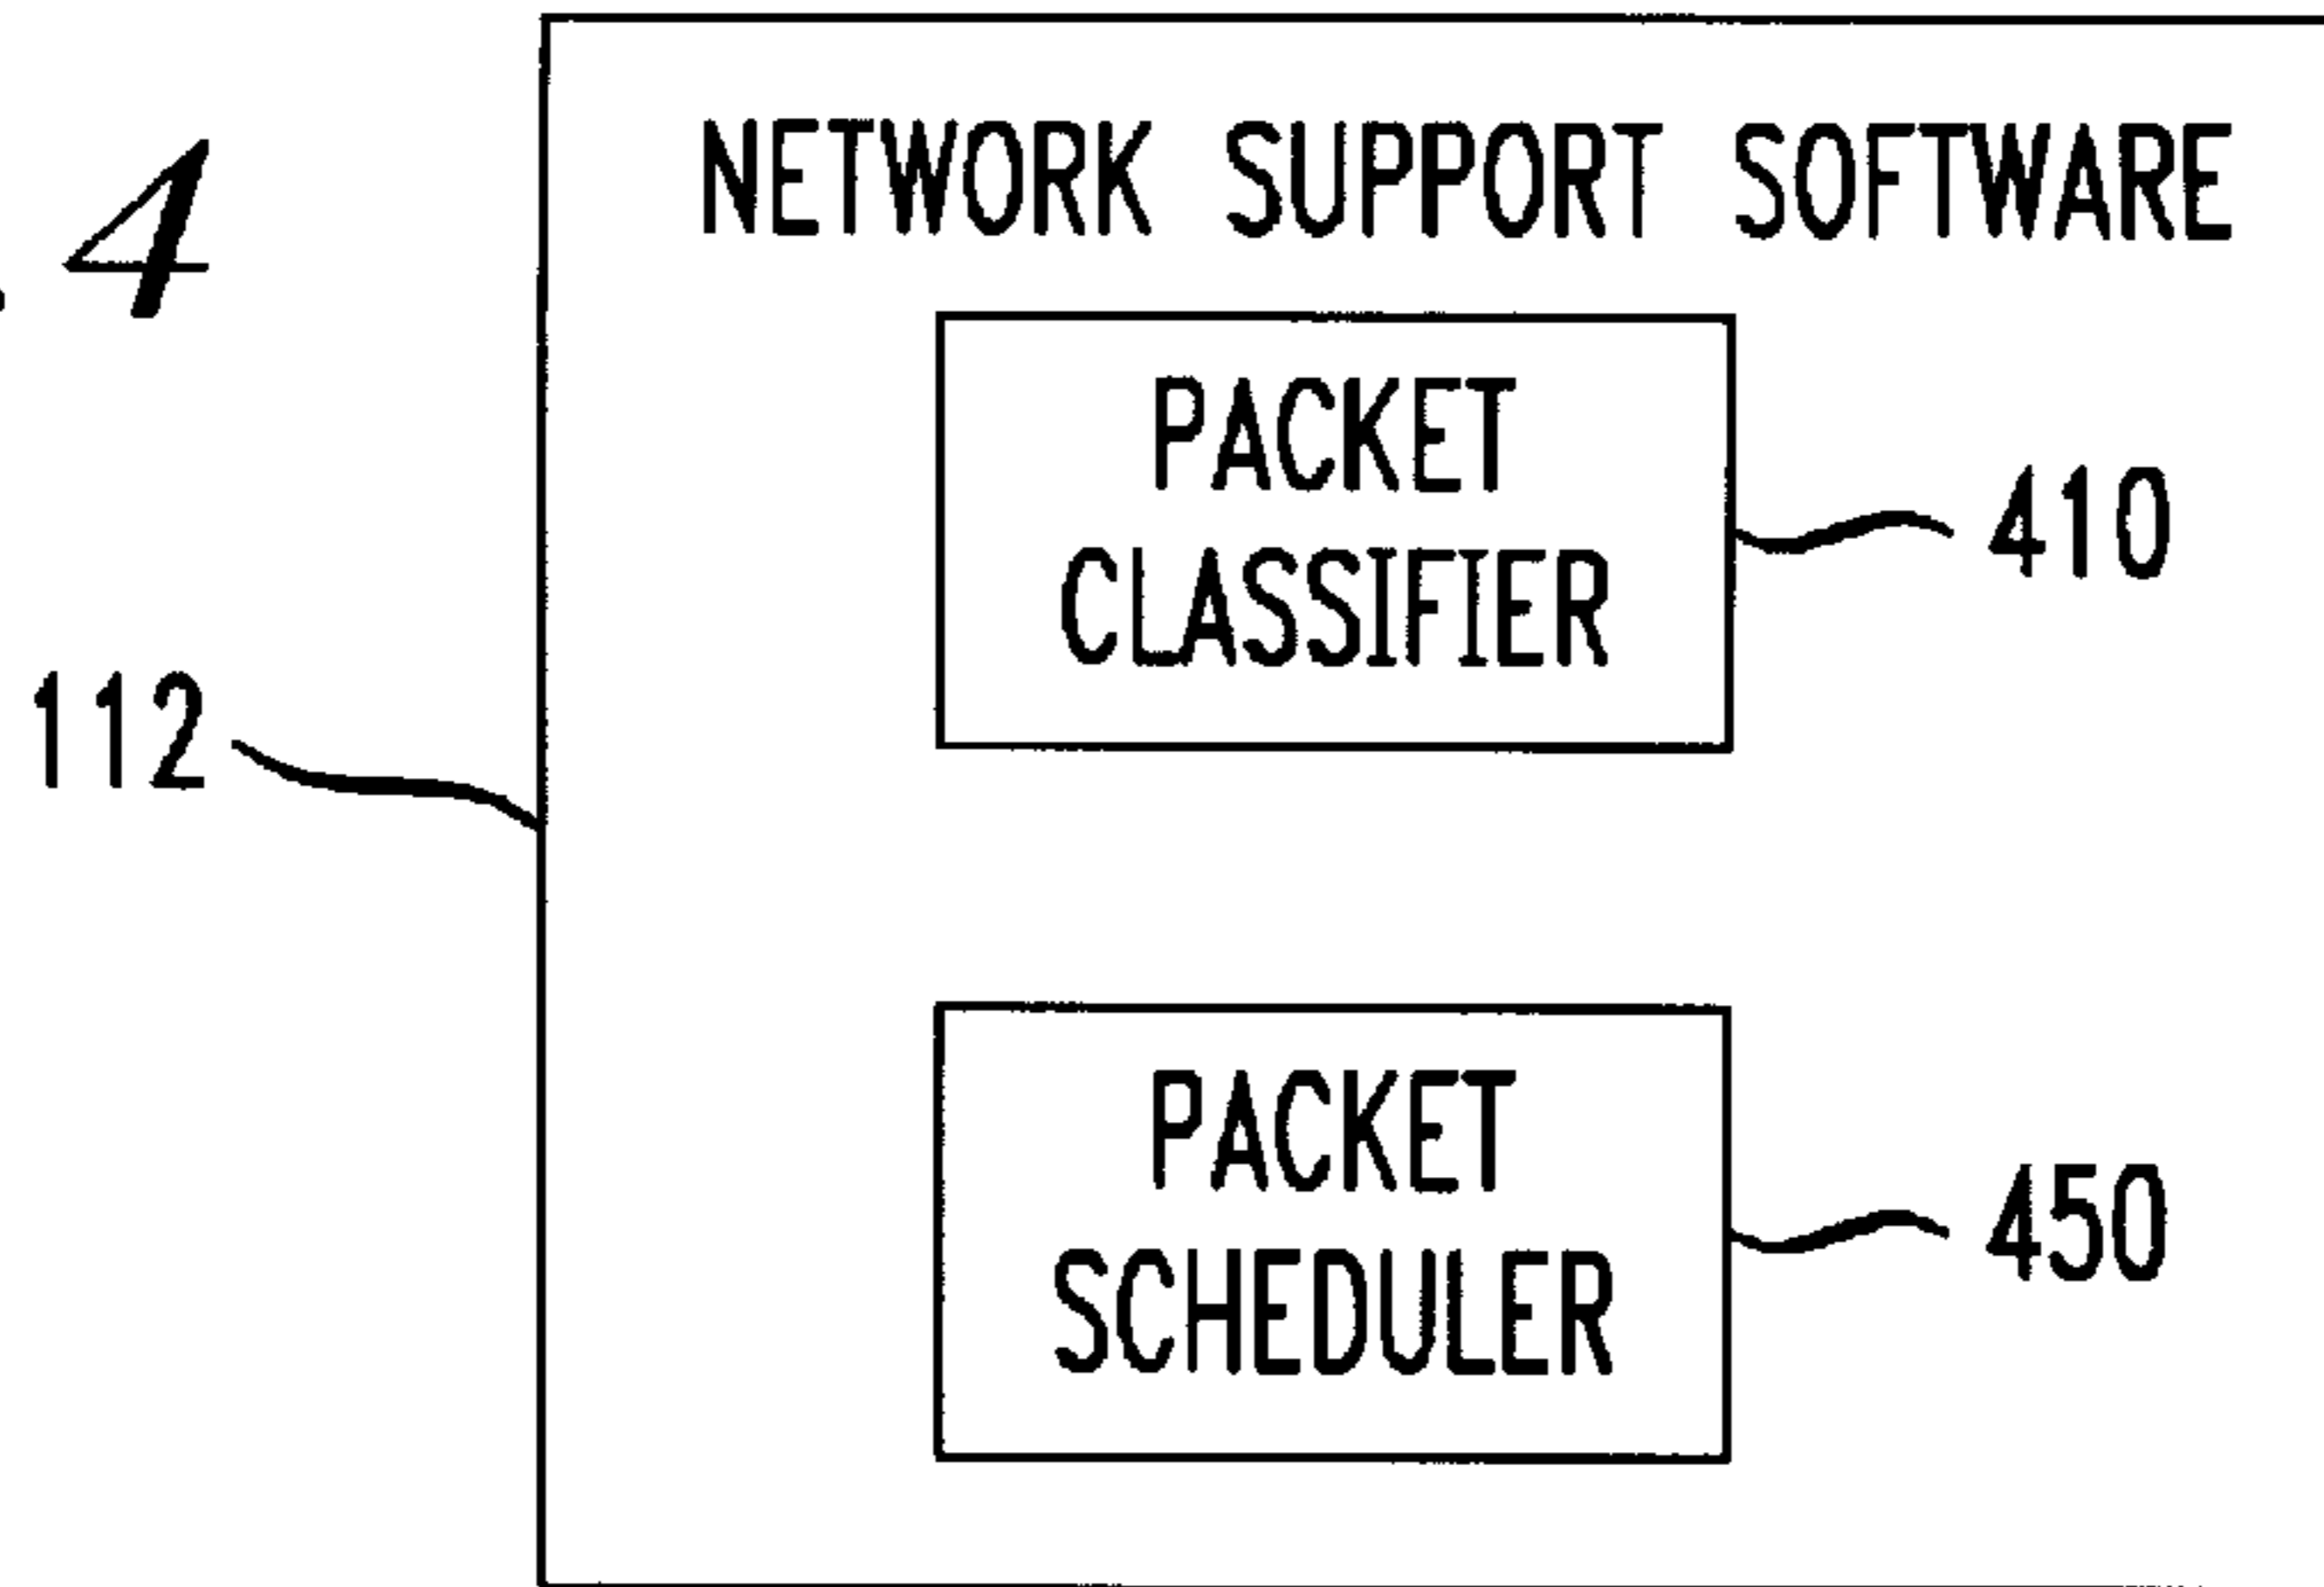 4
NETWORK SUPPORT SOFTWARE
PACKET
CLASSIFIER
410
112
PACKET
SCHEDULER
450